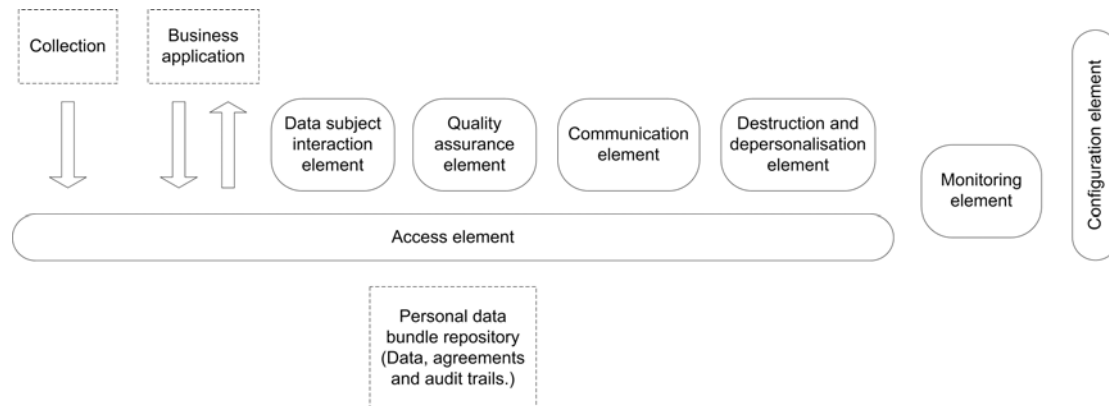 Collection
Business
application
Data subject
interaction
element
Quality
assurance
element
Communication
element
Destruction and
depersonalisation
element
Monitoring
element
Configuration element
Access element
Personal data
bundle repository
(Data, agreements
and audit trails.)